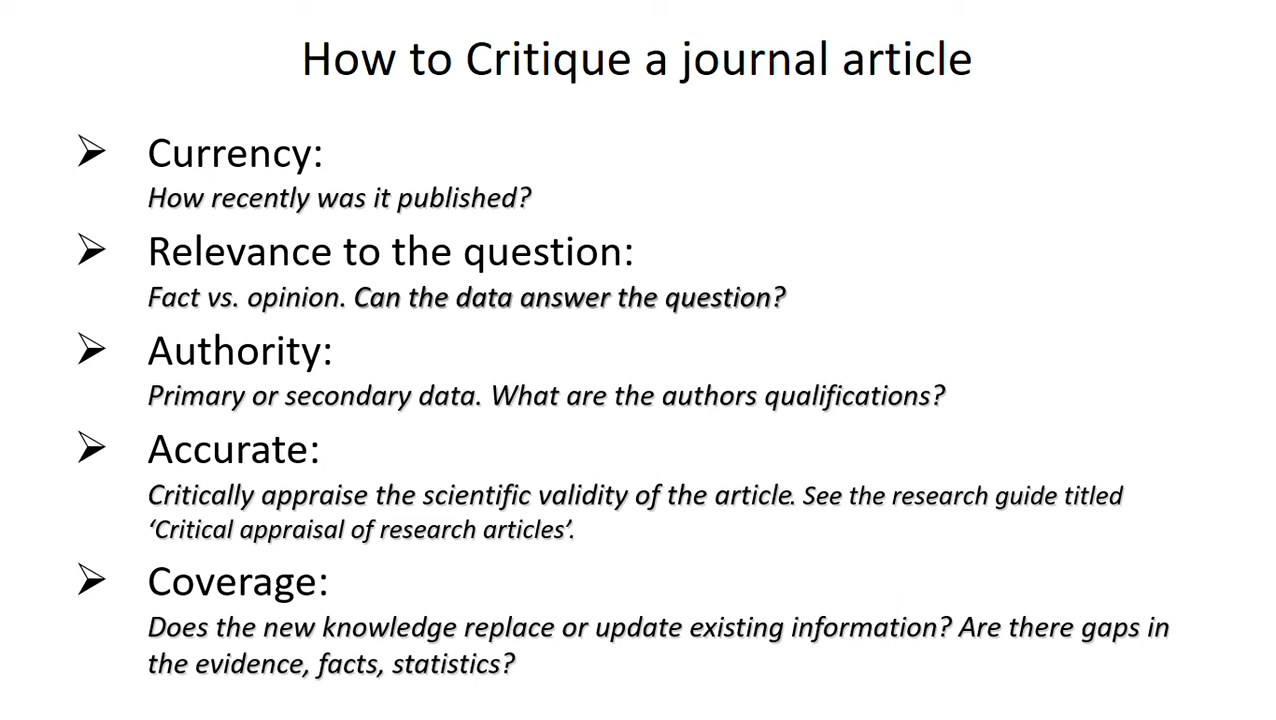 How to Critique a journal article
Currency:
How recently was it published?
Relevance to the question:
Fact vs. opinion. Can the data answer the question?
Authority:
Primary or secondary data. What are the authors qualifications?
Accurate:
Critically appraise the scientific validity of the article. See the research guide titled
‘Critical appraisal of research articles’.
Coverage:
Does the new knowledge replace or update existing information? Are there gaps in
the evidence, facts, statistics?